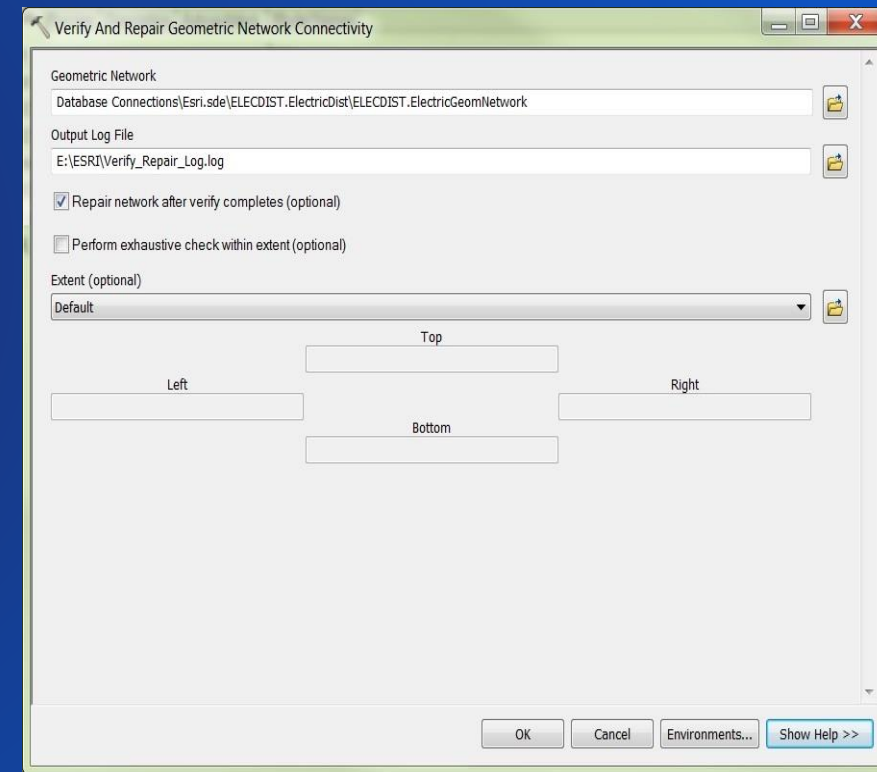 Verify And Repair Geometric Network Connectivity
Geometric Network
Database Connections\Esri.sde\ELECDIST.ElectricDist\ELECDIST.ElectricGeomNetwork
Output Log File
E:\ESRI\Verify_Repair_Log.log
Repair network after verify completes (optional)
Perform exhaustive check within extent (optional)
Extent (optional)
Default
Top
Left Right
Bottom
OK Cancel Environments... Show Help >>